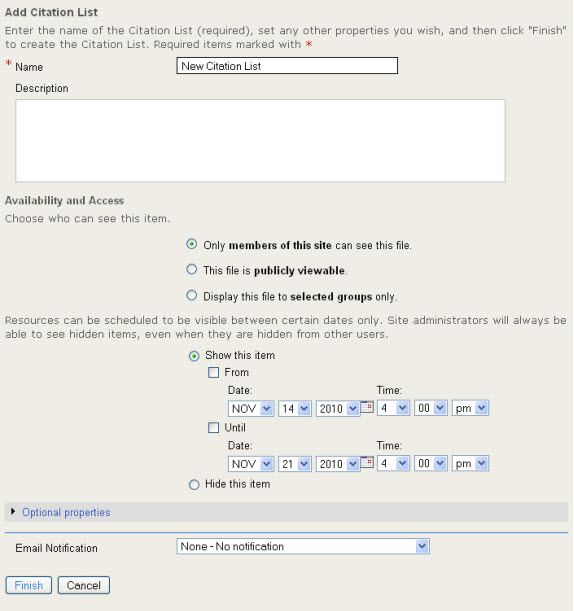 Add Citation List
Enter the name of the Citation List (required), set any other properties you wish, and then click "Finish"
to create the Citation List. Required items marked with *
* Name New Citation List
Description
Availability and Access
Choose who can see this item.
Only members of this site can see this file.
This file is publicly viewable.
Display this file to selected groups only.
Resources can be scheduled to be visible between certain dates only. Site administrators will always be
able to see hidden items, even when they are hidden from other users.
Show this item
From
Date: Time:
NOV 14 2010 4 00 pm
Until
Date: Time:
NOV 21 2010 4 00 pm
Hide this item
Optional properties
Email Notification None - No notification
Finish Cancel